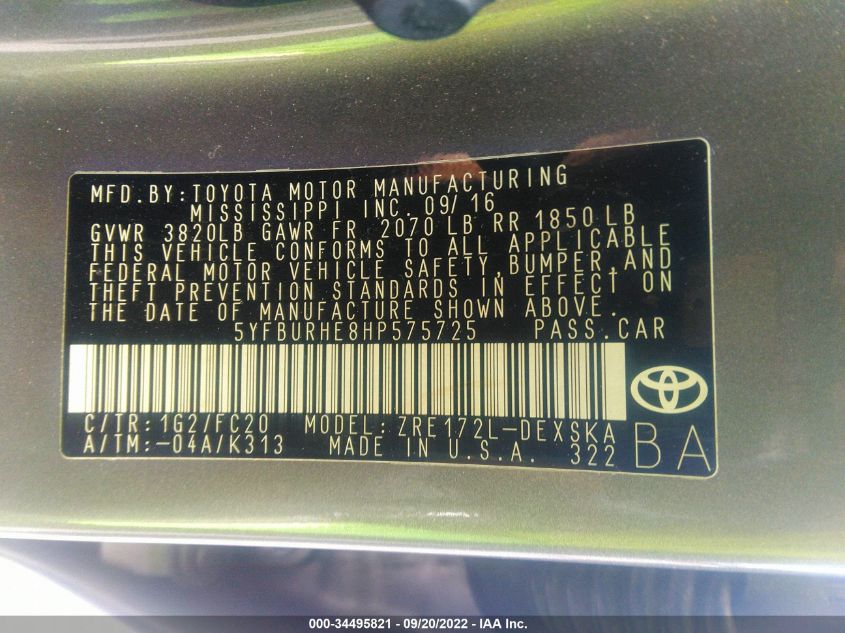 MFD.BY:TOYOTA MOTOR MANUFACTURING
MISSISSIPPI INC. 09/16
GVWR 3820LB GAWR FR 2070 LB RR 1850 LB
THIS VEHICLE CONFORMS TO ALL APPLICABLE
FEDERAL MOTOR VEHICLE SAFETY,BUMPER,AND
THEFT PREVENTION STANDARDS IN EFFECT ON
THE DATE OF MANUFACTURE SHOWN ABOVE.
5YFBURHE8HP575725 PASS.CAR
C/TR:1G2/FC20 MODEL:ZRE172L-DEXSKA
A/TM:-04A/K313 MADE IN U.S.A. 322 BA
000-34495821 - 09/20/2022 - IAA Inc.